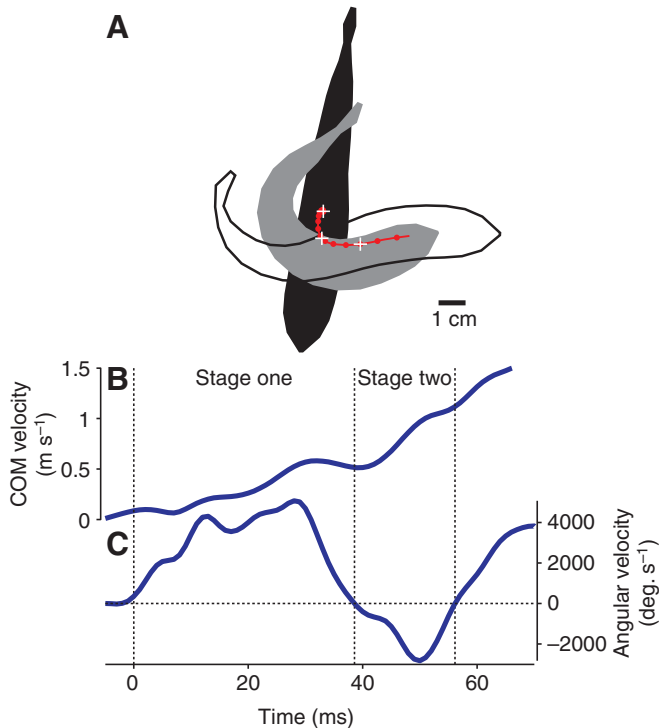 A
1 cm
B
Stage one
Stage two
COM velocity
(m s⁻¹)
1.5
1
0.5
0
C
Angular velocity
(deg. s⁻¹)
4000
2000
0
–2000
0
20
40
60
Time (ms)